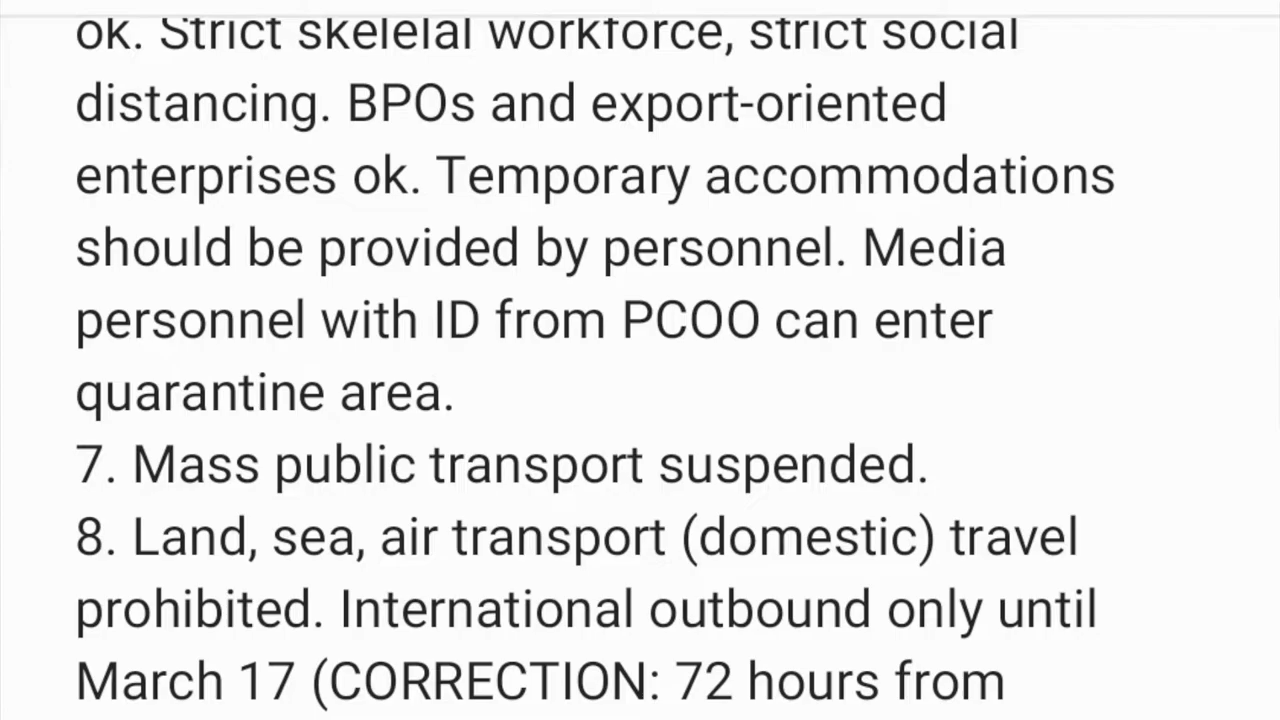 ok. Strict skelelal workforce, strict social
distancing. BPOs and export-oriented
enterprises ok. Temporary accommodations
should be provided by personnel. Media
personnel with ID from PCOO can enter
quarantine area.
7. Mass public transport suspended.
8. Land, sea, air transport (domestic) travel
prohibited. International outbound only until
March 17 (CORRECTION: 72 hours from